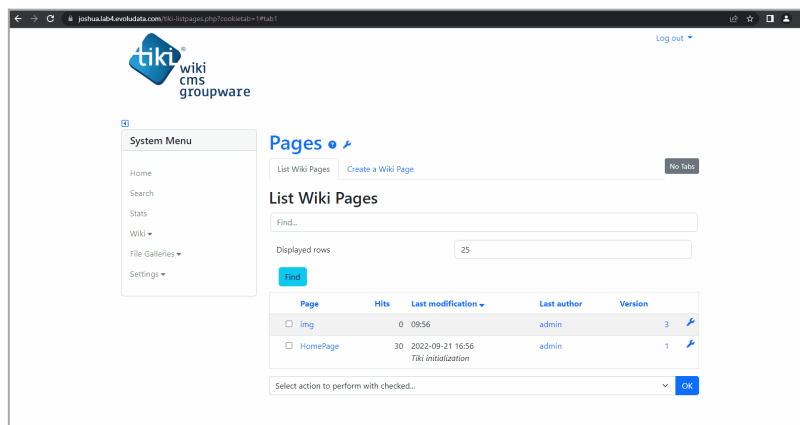 joshua.lab4.evoludata.com/tiki-listpages.php?cookietab=1#tab1
Log out
tiki®
wiki
cms
groupware
System Menu
Home
Search
Stats
Wiki
File Galleries
Settings
Pages
List Wiki Pages
Create a Wiki Page
No Tabs
List Wiki Pages
Find...
Displayed rows 25
Find
Page Hits Last modification Last author Version
img 0 09:56 admin 3
HomePage 30 2022-09-21 16:56 admin 1
Tiki initialization
Select action to perform with checked... OK